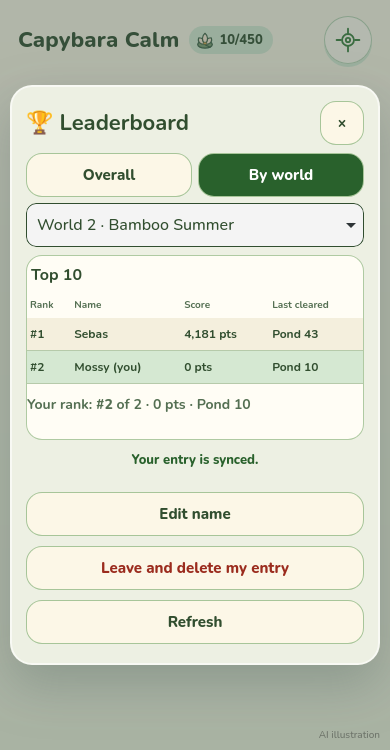 Capybara Calm
10/450
🏆 Leaderboard
×
Overall
By world
World 2 · Bamboo Summer
Top 10
Rank Name Score Last cleared
#1 Sebas 4,181 pts Pond 43
#2 Mossy (you) 0 pts Pond 10
Your rank: #2 of 2 · 0 pts · Pond 10
Your entry is synced.
Edit name
Leave and delete my entry
Refresh
AI illustration